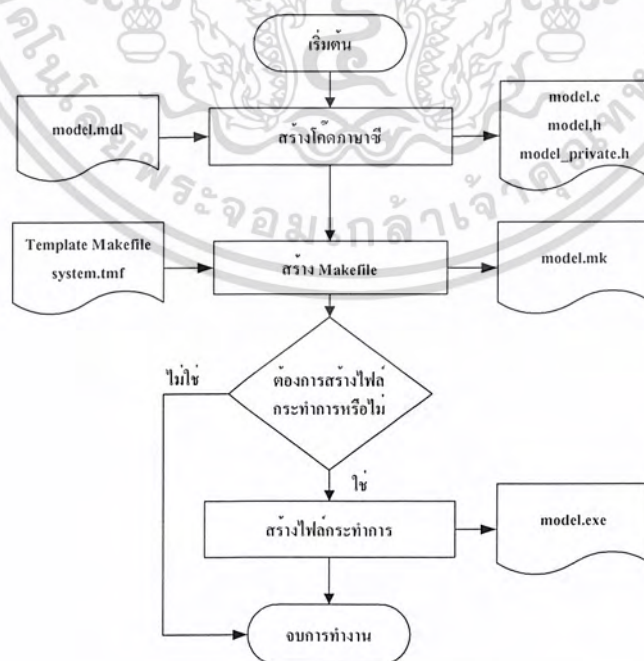 เริ่มต้น
model.mdl
สร้างโค๊ดภาษาซี
model.c
model,h
model_private.h
Template Makefile
system.tmf
สร้าง Makefile
model.mk
ไม่ใช่
ต้องการสร้างไฟล์
กระทำการหรือไม่
ใช่
สร้างไฟล์กระทำการ
model.exe
จบการทำงาน